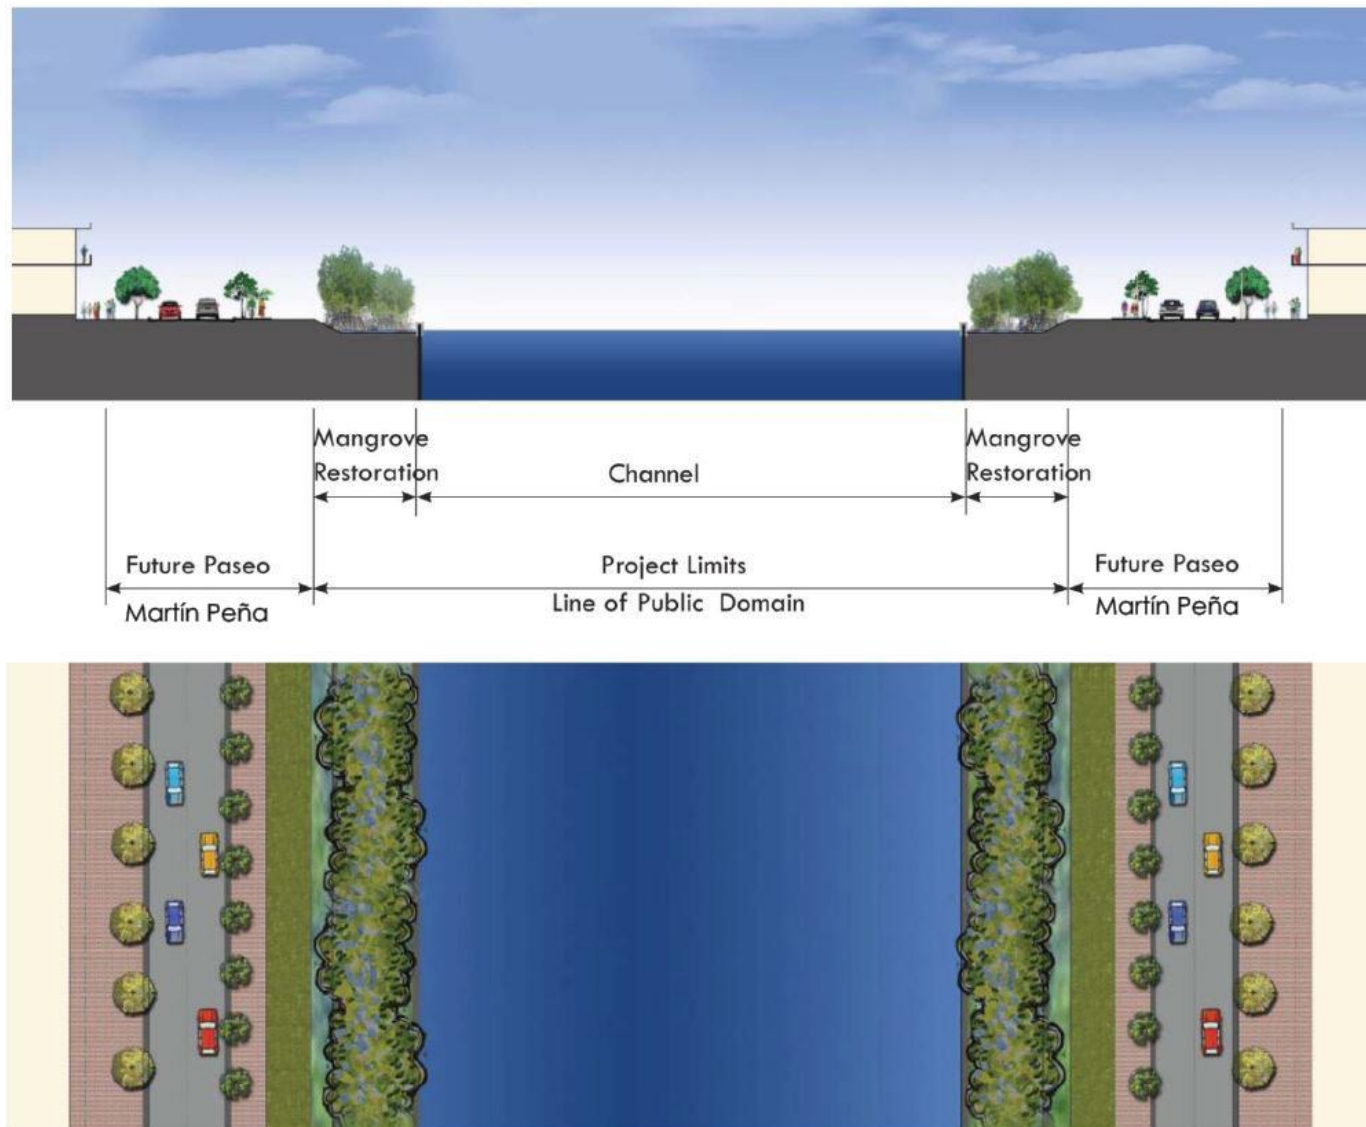 Mangrove
Restoration
Channel
Mangrove
Restoration
Future Paseo
Martín Peña
Project Limits
Line of Public Domain
Future Paseo
Martín Peña